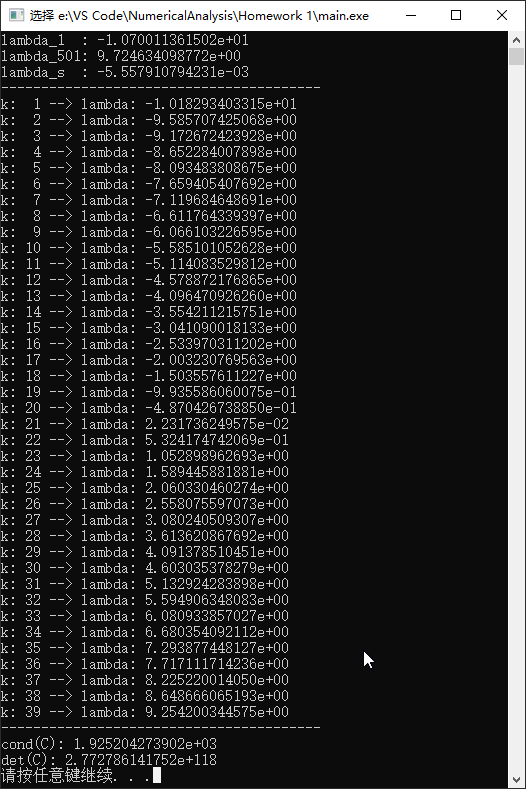 选择 e:\VS Code\NumericalAnalysis\Homework 1\main.exe
lambda_1  : -1.070011361502e+01
lambda_501: 9.724634098772e+00
lambda_s  : -5.557910794231e-03
----------------------------------------
k:  1 --> lambda: -1.018293403315e+01
k:  2 --> lambda: -9.585707425068e+00
k:  3 --> lambda: -9.172672423928e+00
k:  4 --> lambda: -8.652284007898e+00
k:  5 --> lambda: -8.093483808675e+00
k:  6 --> lambda: -7.659405407692e+00
k:  7 --> lambda: -7.119684648691e+00
k:  8 --> lambda: -6.611764339397e+00
k:  9 --> lambda: -6.066103226595e+00
k: 10 --> lambda: -5.585101052628e+00
k: 11 --> lambda: -5.114083529812e+00
k: 12 --> lambda: -4.578872176865e+00
k: 13 --> lambda: -4.096470926260e+00
k: 14 --> lambda: -3.554211215751e+00
k: 15 --> lambda: -3.041090018133e+00
k: 16 --> lambda: -2.533970311202e+00
k: 17 --> lambda: -2.003230769563e+00
k: 18 --> lambda: -1.503557611227e+00
k: 19 --> lambda: -9.935586060075e-01
k: 20 --> lambda: -4.870426738850e-01
k: 21 --> lambda: 2.231736249575e-02
k: 22 --> lambda: 5.324174742069e-01
k: 23 --> lambda: 1.052898962693e+00
k: 24 --> lambda: 1.589445881881e+00
k: 25 --> lambda: 2.060330460274e+00
k: 26 --> lambda: 2.558075597073e+00
k: 27 --> lambda: 3.080240509307e+00
k: 28 --> lambda: 3.613620867692e+00
k: 29 --> lambda: 4.091378510451e+00
k: 30 --> lambda: 4.603035378279e+00
k: 31 --> lambda: 5.132924283898e+00
k: 32 --> lambda: 5.594906348083e+00
k: 33 --> lambda: 6.080933857027e+00
k: 34 --> lambda: 6.680354092112e+00
k: 35 --> lambda: 7.293877448127e+00
k: 36 --> lambda: 7.717111714236e+00
k: 37 --> lambda: 8.225220014050e+00
k: 38 --> lambda: 8.648666065193e+00
k: 39 --> lambda: 9.254200344575e+00
----------------------------------------
cond(C): 1.925204273902e+03
det(C): 2.772786141752e+118
请按任意键继续. . .